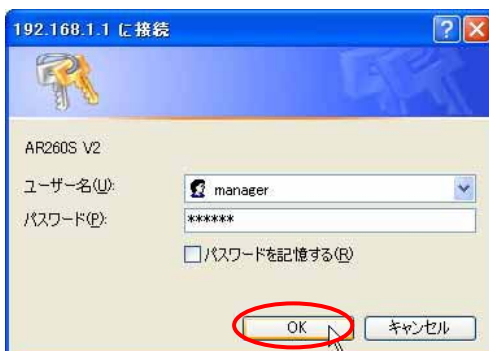 192.168.1.1 に接続
AR260S V2
ユーザー名(U):
manager
パスワード(P):
******
パスワードを記憶する(R)
OK
キャンセル